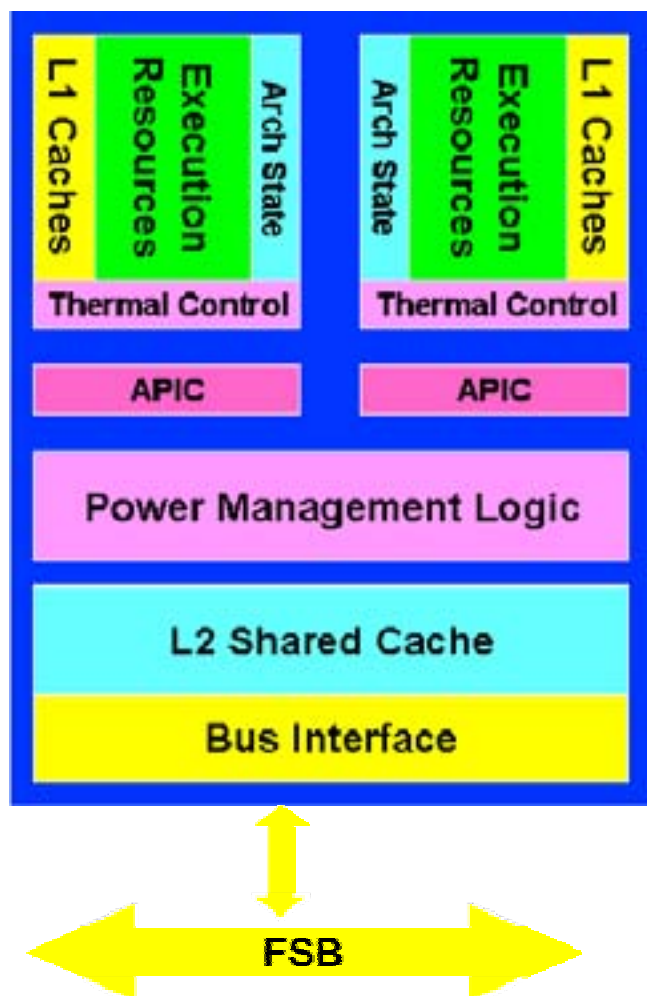 L1 Caches
Execution
Resources
Arch State
Thermal Control
Arch State
Execution
Resources
L1 Caches
Thermal Control
APIC
APIC
Power Management Logic
L2 Shared Cache
Bus Interface
FSB